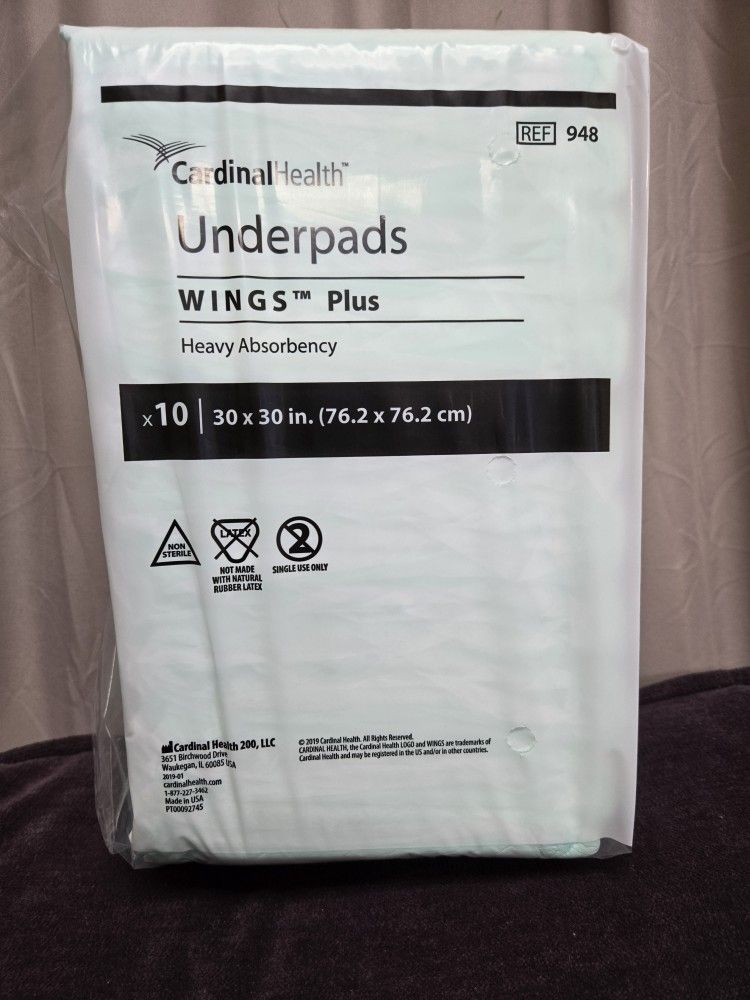 REF 948
CardinalHealth™
Underpads
WINGS™ Plus
Heavy Absorbency
x10 | 30 x 30 in. (76.2 x 76.2 cm)
NON
STERILE
LATEX
NOT MADE
WITH NATURAL
RUBBER LATEX
2
SINGLE USE ONLY
Cardinal Health 200, LLC
3651 Birchwood Drive
Waukegan, IL 60085 USA
2019-01
cardinalhealth.com
1-877-227-3462
Made in USA
PT00092745
© 2019 Cardinal Health. All Rights Reserved.
CARDINAL HEALTH, the Cardinal Health LOGO and WINGS are trademarks of
Cardinal Health and may be registered in the US and/or in other countries.